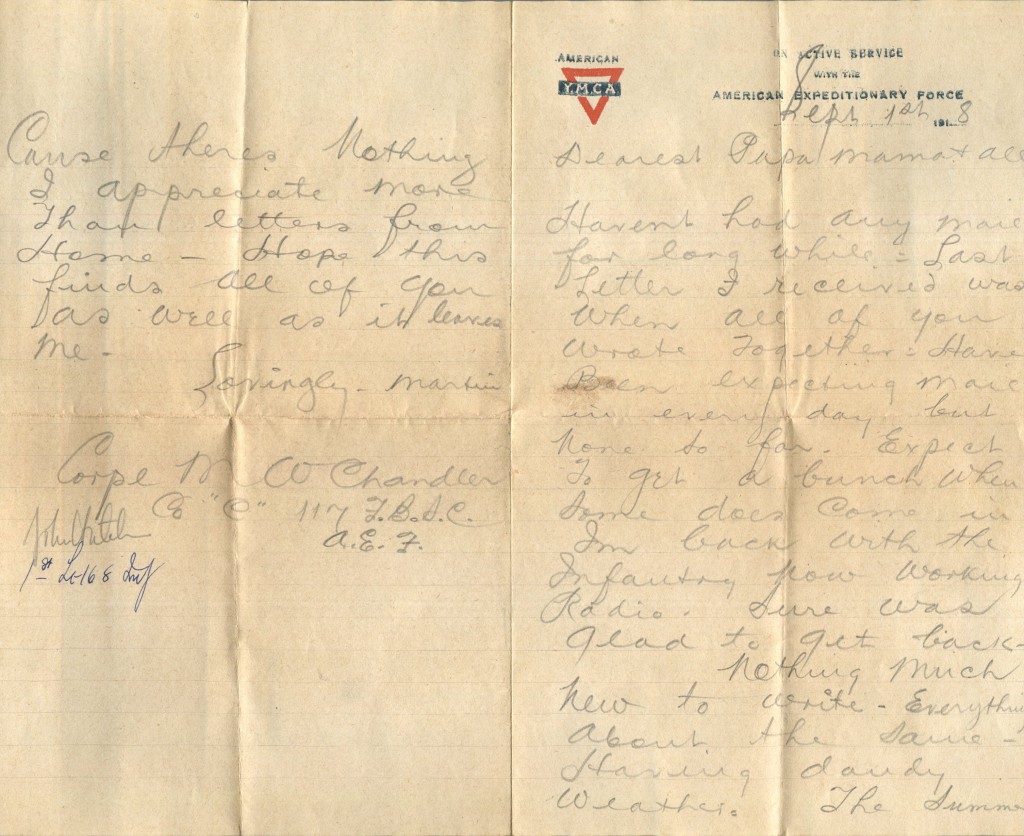 Cause theres Nothing
I appreciate more
Than letters from
Home - Hope this
finds all of you
as well as it leaves
me -
Lovingly - Martin
Corpl M W Chandler
Co "C" 117 F.B.S.C.
A. E. F.
John
1st Lt 168 Inf
AMERICAN
Y.M.C.A
ON ACTIVE SERVICE
WITH THE
AMERICAN EXPEDITIONARY FORCE
Sept 1st 1918
Dearest Papa mama + all
Havent had any mail
for long while = Last
Letter I received was
When all of you
wrote Together = Have
Been expecting mail
in every day but
None so far. Expect
To get a bunch When
Some does Come in
Im back with the
Infantry Now Working
Radio. Sure was
glad to get back -
Nothing Much
New to write - Everythin
About the same -
Having dandy
Weather. The Summe